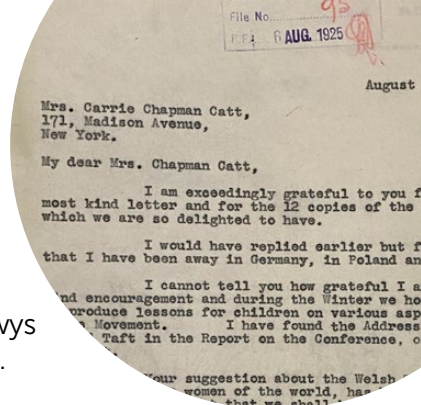 File No. 93
6 AUG. 1925
August
Mrs. Carrie Chapman Catt,
171, Madison Avenue,
New York.
My dear Mrs. Chapman Catt,
I am exceedingly grateful to you f
most kind letter and for the 12 copies of the
which we are so delighted to have.
I would have replied earlier but f
that I have been away in Germany, in Poland an
I cannot tell you how grateful I a
nd encouragement and during the Winter we ho
produce lessons for children on various asp
Movement. I have found the Address
Taft in the Report on the Conference, o
wys
.
Your suggestion about the Welsh
women of the world, has
that we shall